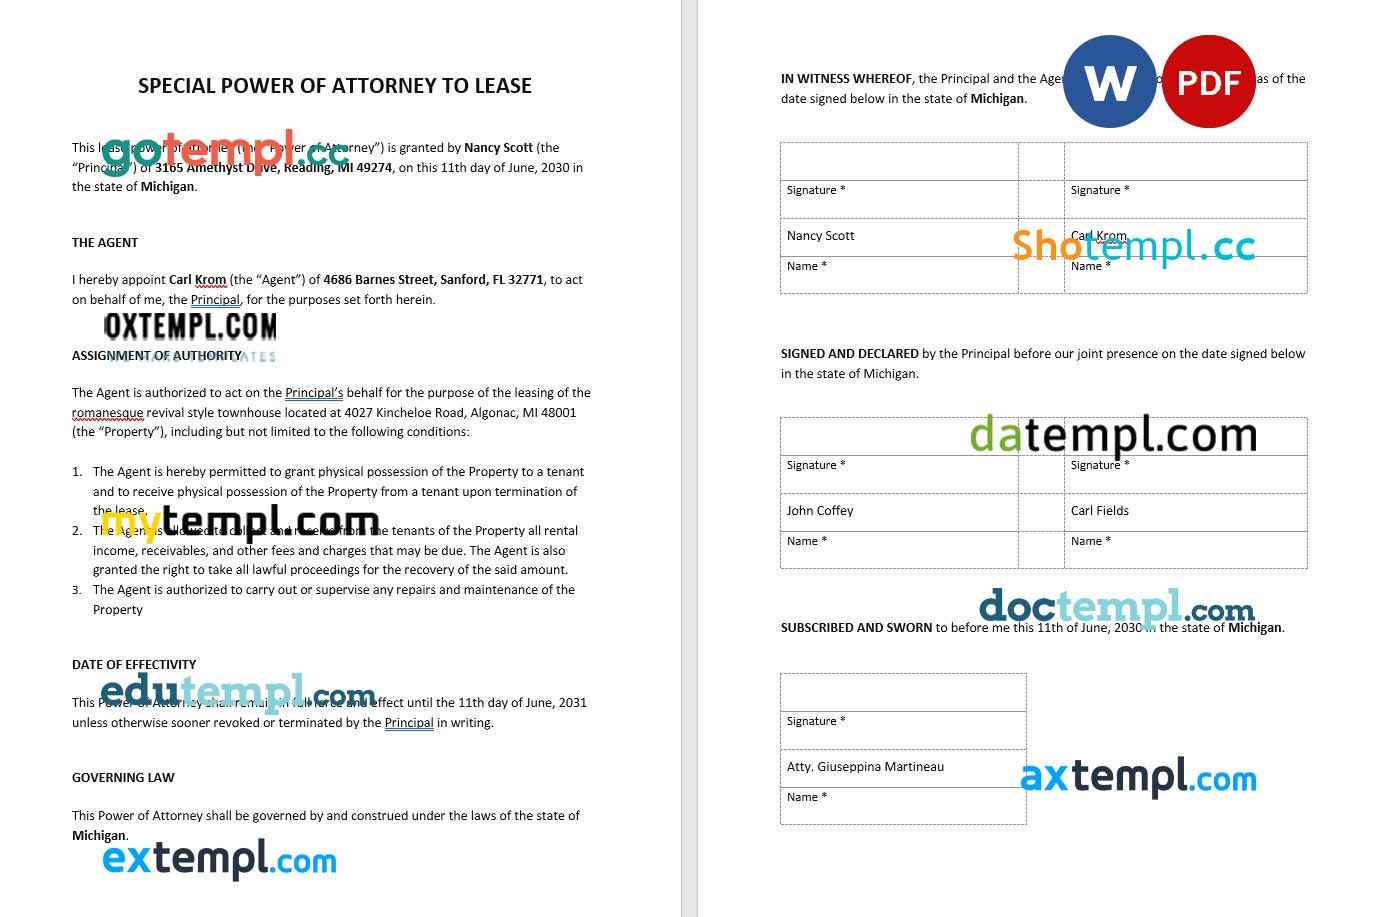 SPECIAL POWER OF ATTORNEY TO LEASE
This lease power of attorney (the “Power of Attorney”) is granted by Nancy Scott (the
“Principal”) of 3165 Amethyst Drive, Reading, MI 49274, on this 11th day of June, 2030 in
the state of Michigan.
gotempl.cc
THE AGENT
I hereby appoint Carl Krom (the “Agent”) of 4686 Barnes Street, Sanford, FL 32771, to act
on behalf of me, the Principal, for the purposes set forth herein.
OXTEMPL.COM
ASSIGNMENT OF AUTHORITY
The Agent is authorized to act on the Principal’s behalf for the purpose of the leasing of the
romanesque revival style townhouse located at 4027 Kincheloe Road, Algonac, MI 48001
(the “Property”), including but not limited to the following conditions:
1. The Agent is hereby permitted to grant physical possession of the Property to a tenant
and to receive physical possession of the Property from a tenant upon termination of
the lease.
mytempl.com
2. The Agent is allowed to collect and receive from the tenants of the Property all rental
income, receivables, and other fees and charges that may be due. The Agent is also
granted the right to take all lawful proceedings for the recovery of the said amount.
3. The Agent is authorized to carry out or supervise any repairs and maintenance of the
Property
DATE OF EFFECTIVITY
edutempl.com
This Power of Attorney shall remain in full force and effect until the 11th day of June, 2031
unless otherwise sooner revoked or terminated by the Principal in writing.
GOVERNING LAW
This Power of Attorney shall be governed by and construed under the laws of the state of
Michigan.
extempl.com
W PDF
IN WITNESS WHEREOF, the Principal and the as of the
date signed below in the state of Michigan.
Signature * Signature *
Nancy Scott Carl Krom
Shotempl.cc
Name * Name *
SIGNED AND DECLARED by the Principal before our joint presence on the date signed below
in the state of Michigan.
datempl.com
Signature * Signature *
John Coffey Carl Fields
Name * Name *
doctempl.com
SUBSCRIBED AND SWORN to before me this 11th of June, 2030 in the state of Michigan.
Signature *
Atty. Giuseppina Martineau
axtempl.com
Name *